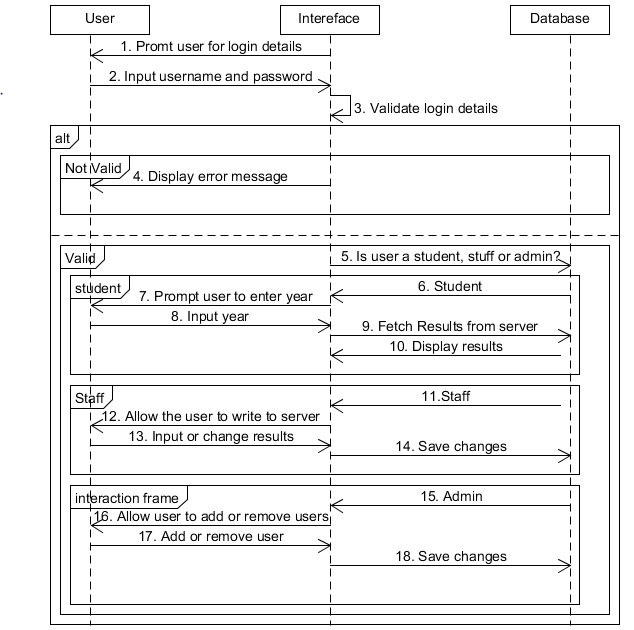 User
Intereface
Database
1. Promt user for login details
2. Input username and password
3. Validate login details
alt
Not Valid
4. Display error message
Valid
5. Is user a student, stuff or admin?
student
6. Student
7. Prompt user to enter year
8. Input year
9. Fetch Results from server
10. Display results
Staff
11.Staff
12. Allow the user to write to server
13. Input or change results
14. Save changes
interaction frame
15. Admin
16. Allow user to add or remove users
17. Add or remove user
18. Save changes